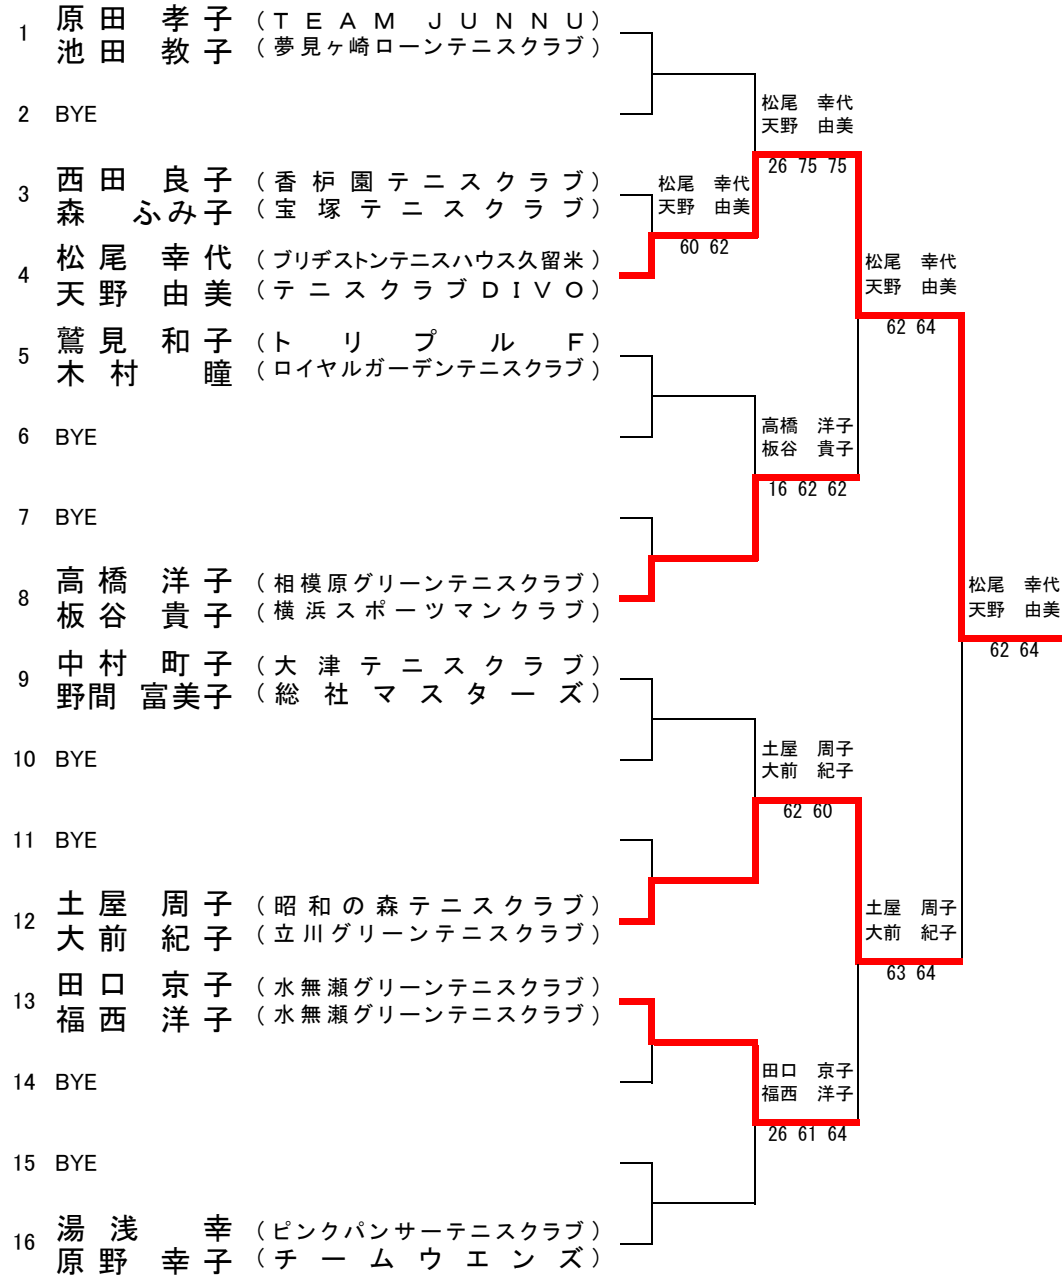 1 原田 孝子 (TEAM JUNNU)
池田 教子 (夢見ヶ崎ローンテニスクラブ)
2 BYE
松尾 幸代
天野 由美
26 75 75
3 西田 良子 (香枦園テニスクラブ)
森 ふみ子 (宝塚テニスクラブ)
松尾 幸代
天野 由美
60 62
4 松尾 幸代 (ブリヂストンテニスハウス久留米)
天野 由美 (テニスクラブDIVO)
松尾 幸代
天野 由美
62 64
5 鷲見 和子 (トリプルF)
木村 瞳 (ロイヤルガーデンテニスクラブ)
6 BYE
高橋 洋子
板谷 貴子
16 62 62
7 BYE
8 高橋 洋子 (相模原グリーンテニスクラブ)
板谷 貴子 (横浜スポーツマンクラブ)
松尾 幸代
天野 由美
62 64
9 中村 町子 (大津テニスクラブ)
野間 富美子 (総社マスターズ)
10 BYE
土屋 周子
大前 紀子
62 60
11 BYE
12 土屋 周子 (昭和の森テニスクラブ)
大前 紀子 (立川グリーンテニスクラブ)
土屋 周子
大前 紀子
63 64
13 田口 京子 (水無瀬グリーンテニスクラブ)
福西 洋子 (水無瀬グリーンテニスクラブ)
14 BYE
田口 京子
福西 洋子
26 61 64
15 BYE
16 湯浅 幸 (ピンクパンサーテニスクラブ)
原野 幸子 (チームウエンズ)